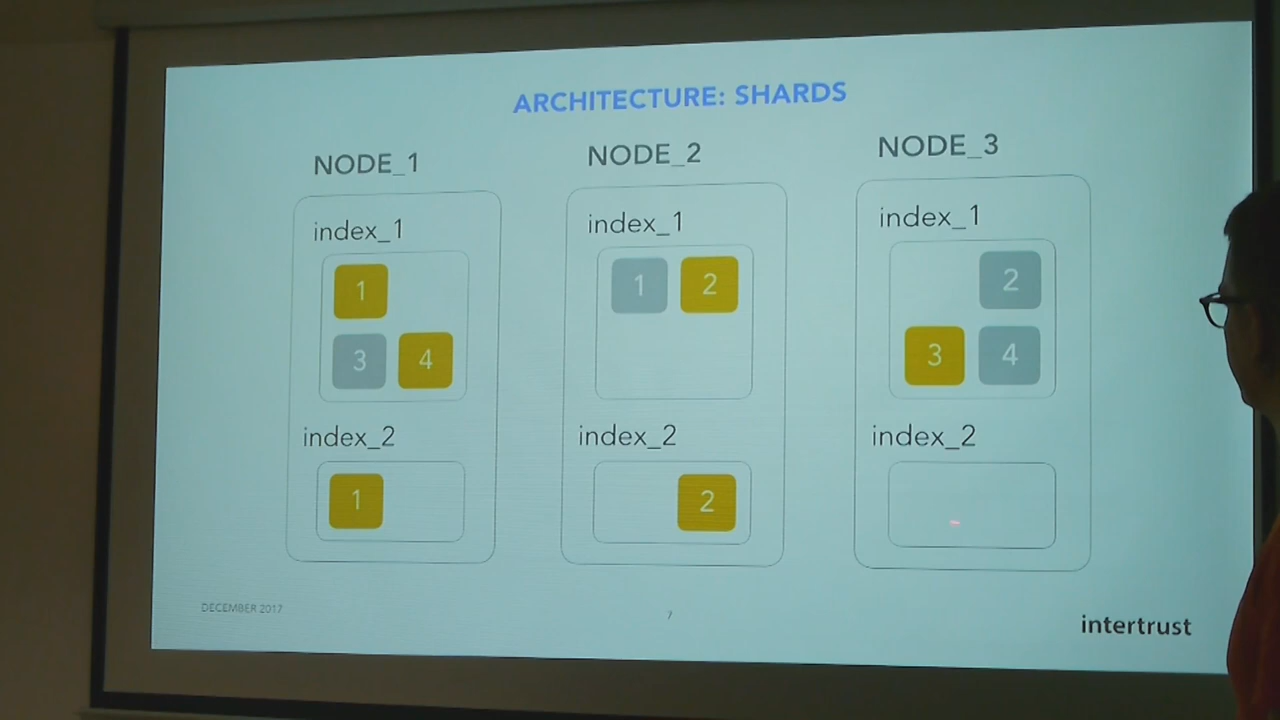 ARCHITECTURE: SHARDS
NODE_1
index_1
1
3 4
index_2
1
NODE_2
index_1
1 2
index_2
2
NODE_3
index_1
2
3 4
index_2
DECEMBER 2017
7
intertrust